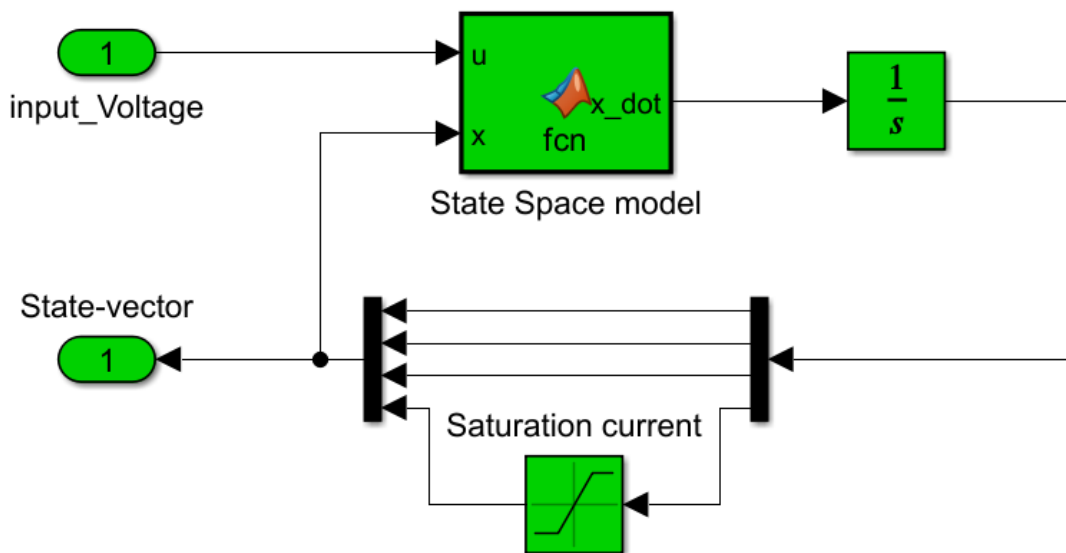 1
input_Voltage
u
x
x_dot
fcn
State Space model
1
s
State-vector
1
Saturation current